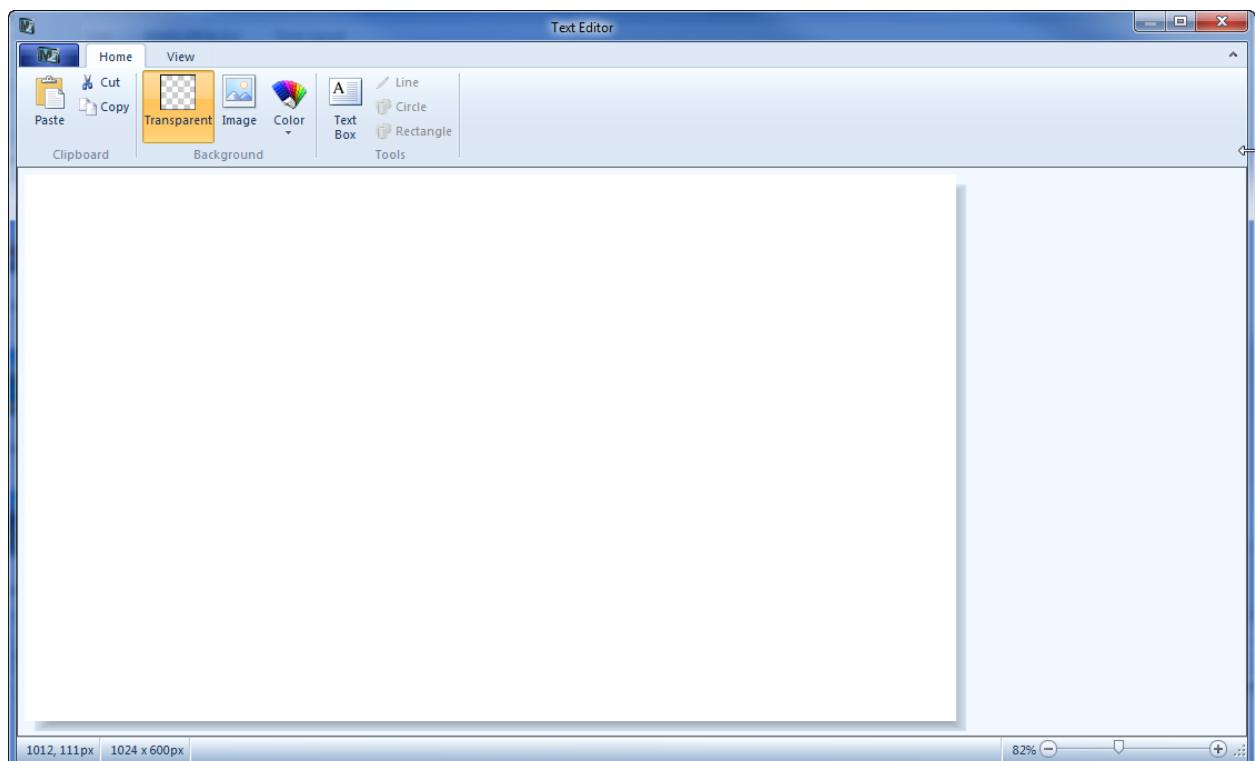 Text Editor
Home View
Cut
Copy
Paste
Transparent Image Color
Text
Box
Line
Circle
Rectangle
Clipboard Background Tools
1012, 111px 1024 x 600px 82%